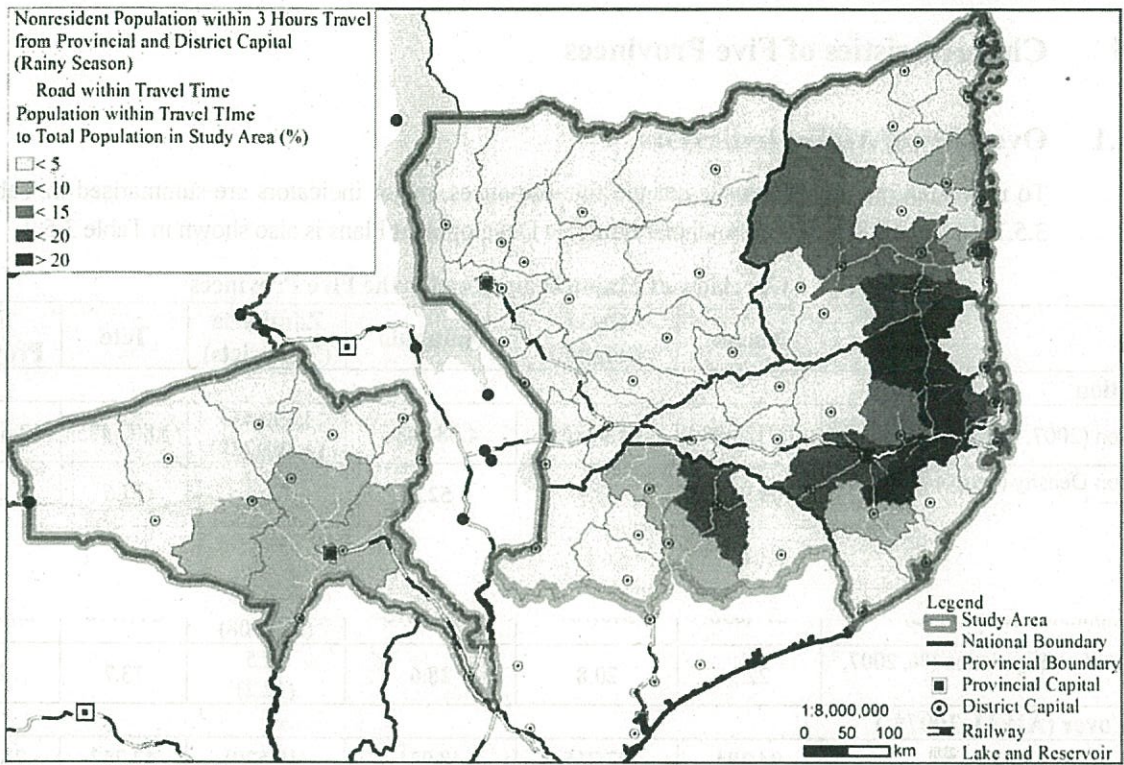 Nonresident Population within 3 Hours Travel
from Provincial and District Capital
(Rainy Season)
Road within Travel Time
Population within Travel TIme
to Total Population in Study Area (%)
< 5
< 10
< 15
< 20
> 20
Legend
Study Area
National Boundary
Provincial Boundary
Provincial Capital
District Capital
Railway
Lake and Reservoir
1:8,000,000
0 50 100
km